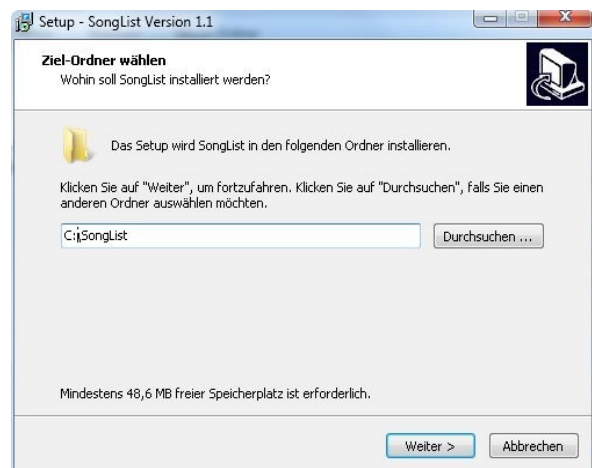 Setup - SongList Version 1.1
Ziel-Ordner wählen
Wohin soll SongList installiert werden?
Das Setup wird SongList in den folgenden Ordner installieren.
Klicken Sie auf "Weiter", um fortzufahren. Klicken Sie auf "Durchsuchen", falls Sie einen
anderen Ordner auswählen möchten.
C:\SongList
Durchsuchen ...
Mindestens 48,6 MB freier Speicherplatz ist erforderlich.
Weiter >
Abbrechen